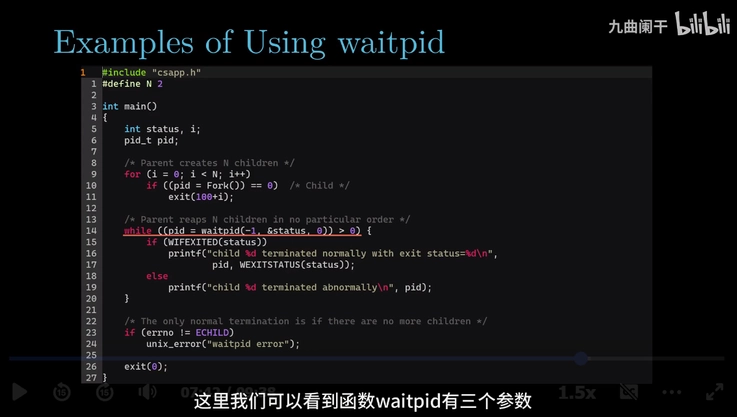 九曲阑干 bilibili
Examples of Using waitpid
1 #include "csapp.h"
1 #define N 2
2
3 int main()
4 {
5 int status, i;
6 pid_t pid;
7
8 /* Parent creates N children */
9 for (i = 0; i < N; i++)
10 if ((pid = Fork()) == 0) /* Child */
11 exit(100+i);
12
13 /* Parent reaps N children in no particular order */
14 while ((pid = waitpid(-1, &status, 0)) > 0) {
15 if (WIFEXITED(status))
16 printf("child %d terminated normally with exit status=%d\n",
17 pid, WEXITSTATUS(status));
18 else
19 printf("child %d terminated abnormally\n", pid);
20 }
21
22 /* The only normal termination is if there are no more children */
23 if (errno != ECHILD)
24 unix_error("waitpid error");
25
26 exit(0);
27 }
15 15 1.5x
这里我们可以看到函数waitpid有三个参数